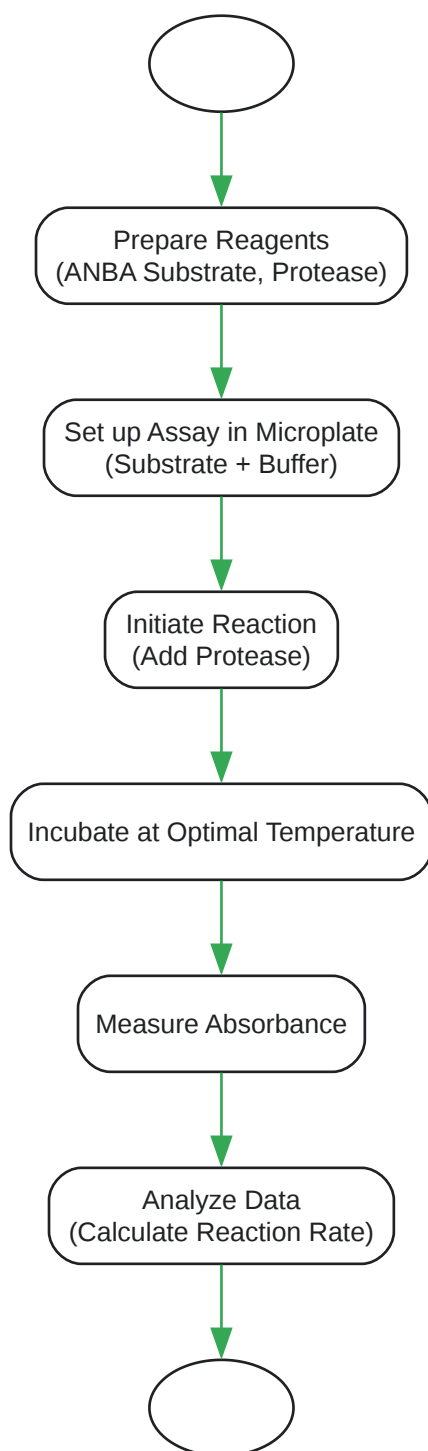 Prepare Reagents
(ANBA Substrate, Protease)
Set up Assay in Microplate
(Substrate + Buffer)
Initiate Reaction
(Add Protease)
Incubate at Optimal Temperature
Measure Absorbance
Analyze Data
(Calculate Reaction Rate)